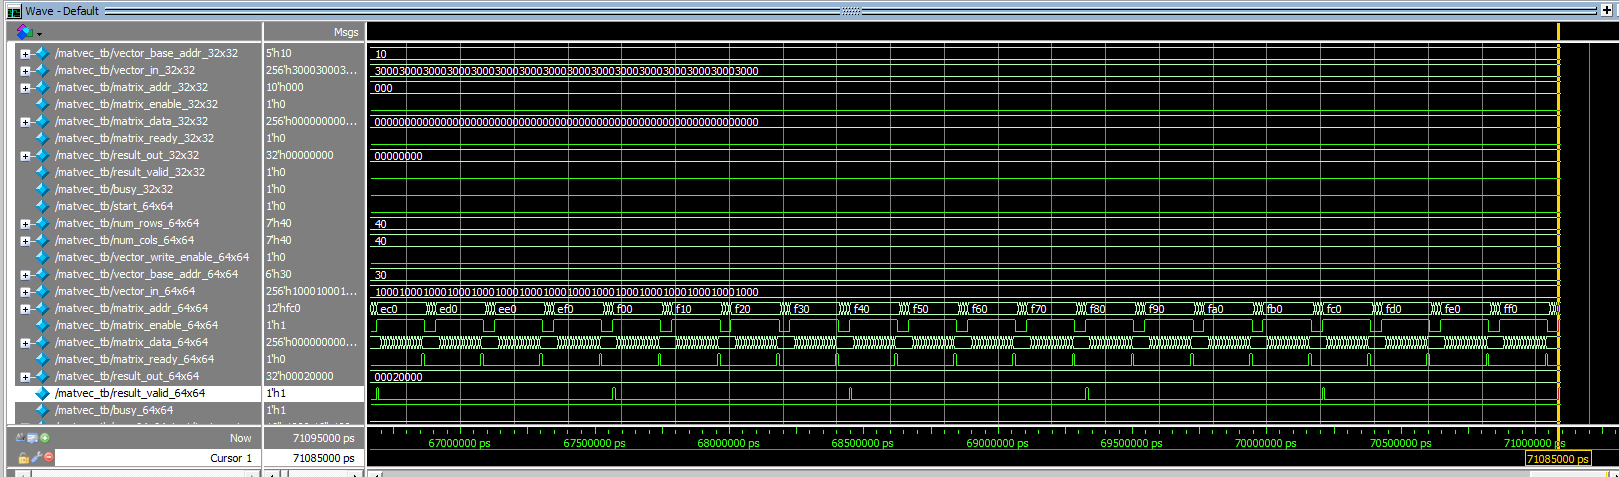 Wave - Default
Msgs
/matvec_tb/vector_base_addr_32x32 5'h10 10
/matvec_tb/vector_in_32x32 256'h300030003... 3000300030003000300030003000300030003000300030003000300030003000
/matvec_tb/matrix_addr_32x32 10'h000 000
/matvec_tb/matrix_enable_32x32 1'h0
/matvec_tb/matrix_data_32x32 256'h000000000... 0000000000000000000000000000000000000000000000000000000000000000
/matvec_tb/matrix_ready_32x32 1'h0
/matvec_tb/result_out_32x32 32'h00000000 00000000
/matvec_tb/result_valid_32x32 1'h0
/matvec_tb/busy_32x32 1'h0
/matvec_tb/start_64x64 1'h0
/matvec_tb/num_rows_64x64 7'h40 40
/matvec_tb/num_cols_64x64 7'h40 40
/matvec_tb/vector_write_enable_64x64 1'h0
/matvec_tb/vector_base_addr_64x64 6'h30 30
/matvec_tb/vector_in_64x64 256'h100010001... 1000100010001000100010001000100010001000100010001000100010001000
/matvec_tb/matrix_addr_64x64 12'hfc0 ec0 ed0 ee0 ef0 f00 f10 f20 f30 f40 f50 f60 f70 f80 f90 fa0 fb0 fc0 fd0 fe0 ff0
/matvec_tb/matrix_enable_64x64 1'h1
/matvec_tb/matrix_data_64x64 256'h000000000...
/matvec_tb/matrix_ready_64x64 1'h0
/matvec_tb/result_out_64x64 32'h00020000 00020000
/matvec_tb/result_valid_64x64 1'h1
/matvec_tb/busy_64x64 1'h1
Now 71095000 ps 67000000 ps 67500000 ps 68000000 ps 68500000 ps 69000000 ps 69500000 ps 70000000 ps 70500000 ps 71000000 ps
Cursor 1 71085000 ps 71085000 ps